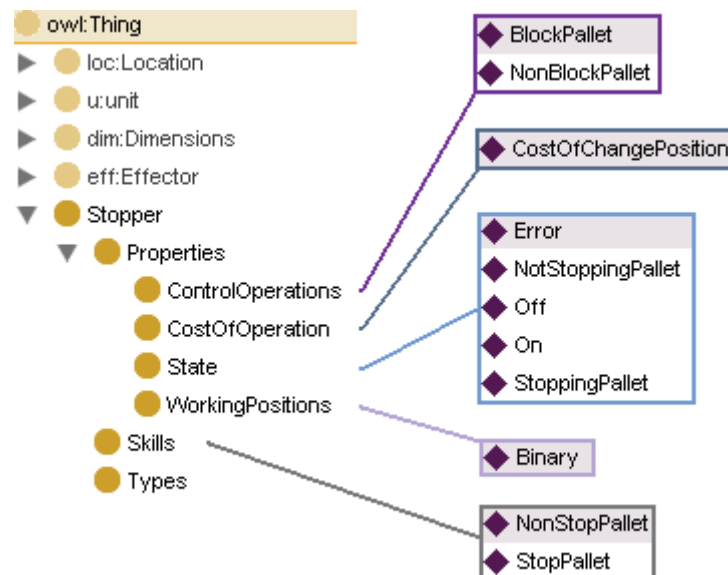 owl:Thing
loc:Location
u:unit
dim:Dimensions
eff:Effector
Stopper
Properties
ControlOperations
CostOfOperation
State
WorkingPositions
Skills
Types
BlockPallet
NonBlockPallet
CostOfChangePosition
Error
NotStoppingPallet
Off
On
StoppingPallet
Binary
NonStopPallet
StopPallet